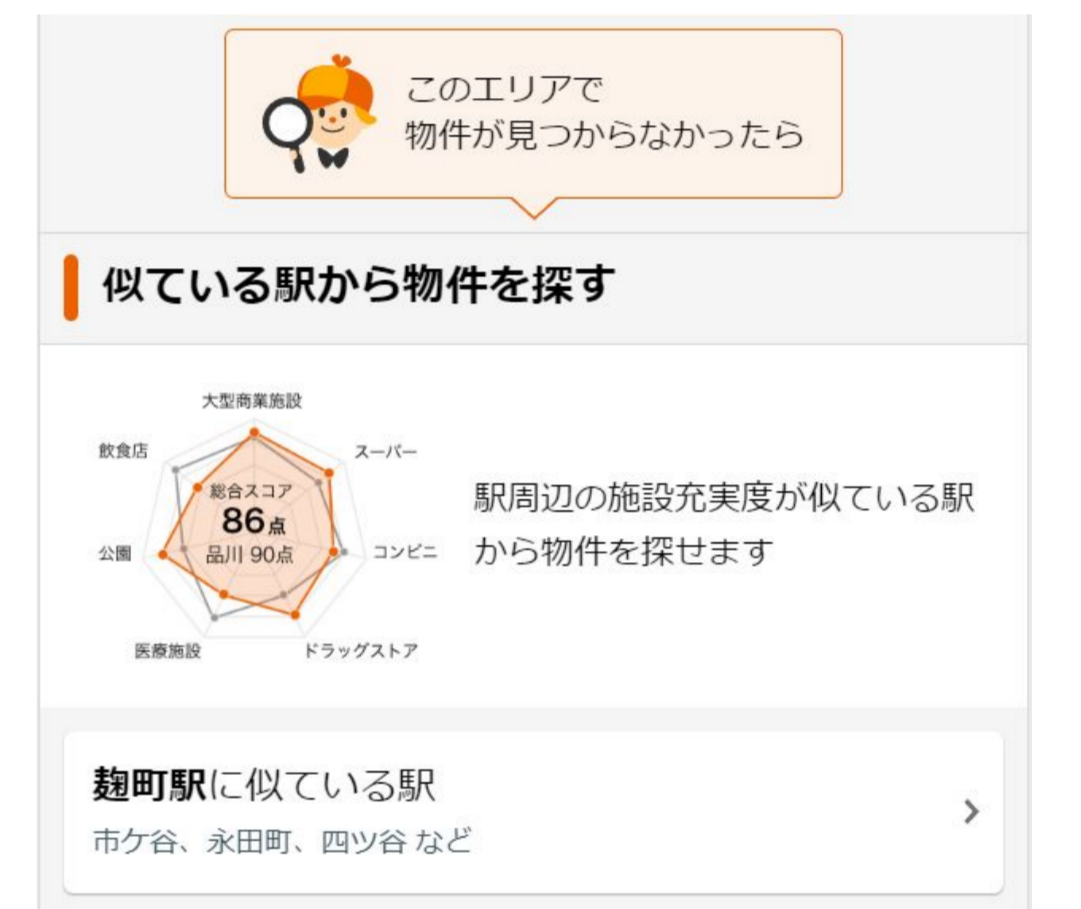 このエリアで
物件が見つからなかったら
似ている駅から物件を探す
大型商業施設
飲食店
スーパー
総合スコア
86点
品川 90点
公園
コンビニ
医療施設
ドラッグストア
駅周辺の施設充実度が似ている駅
から物件を探せます
麹町駅に似ている駅
市ケ谷、永田町、四ツ谷 など